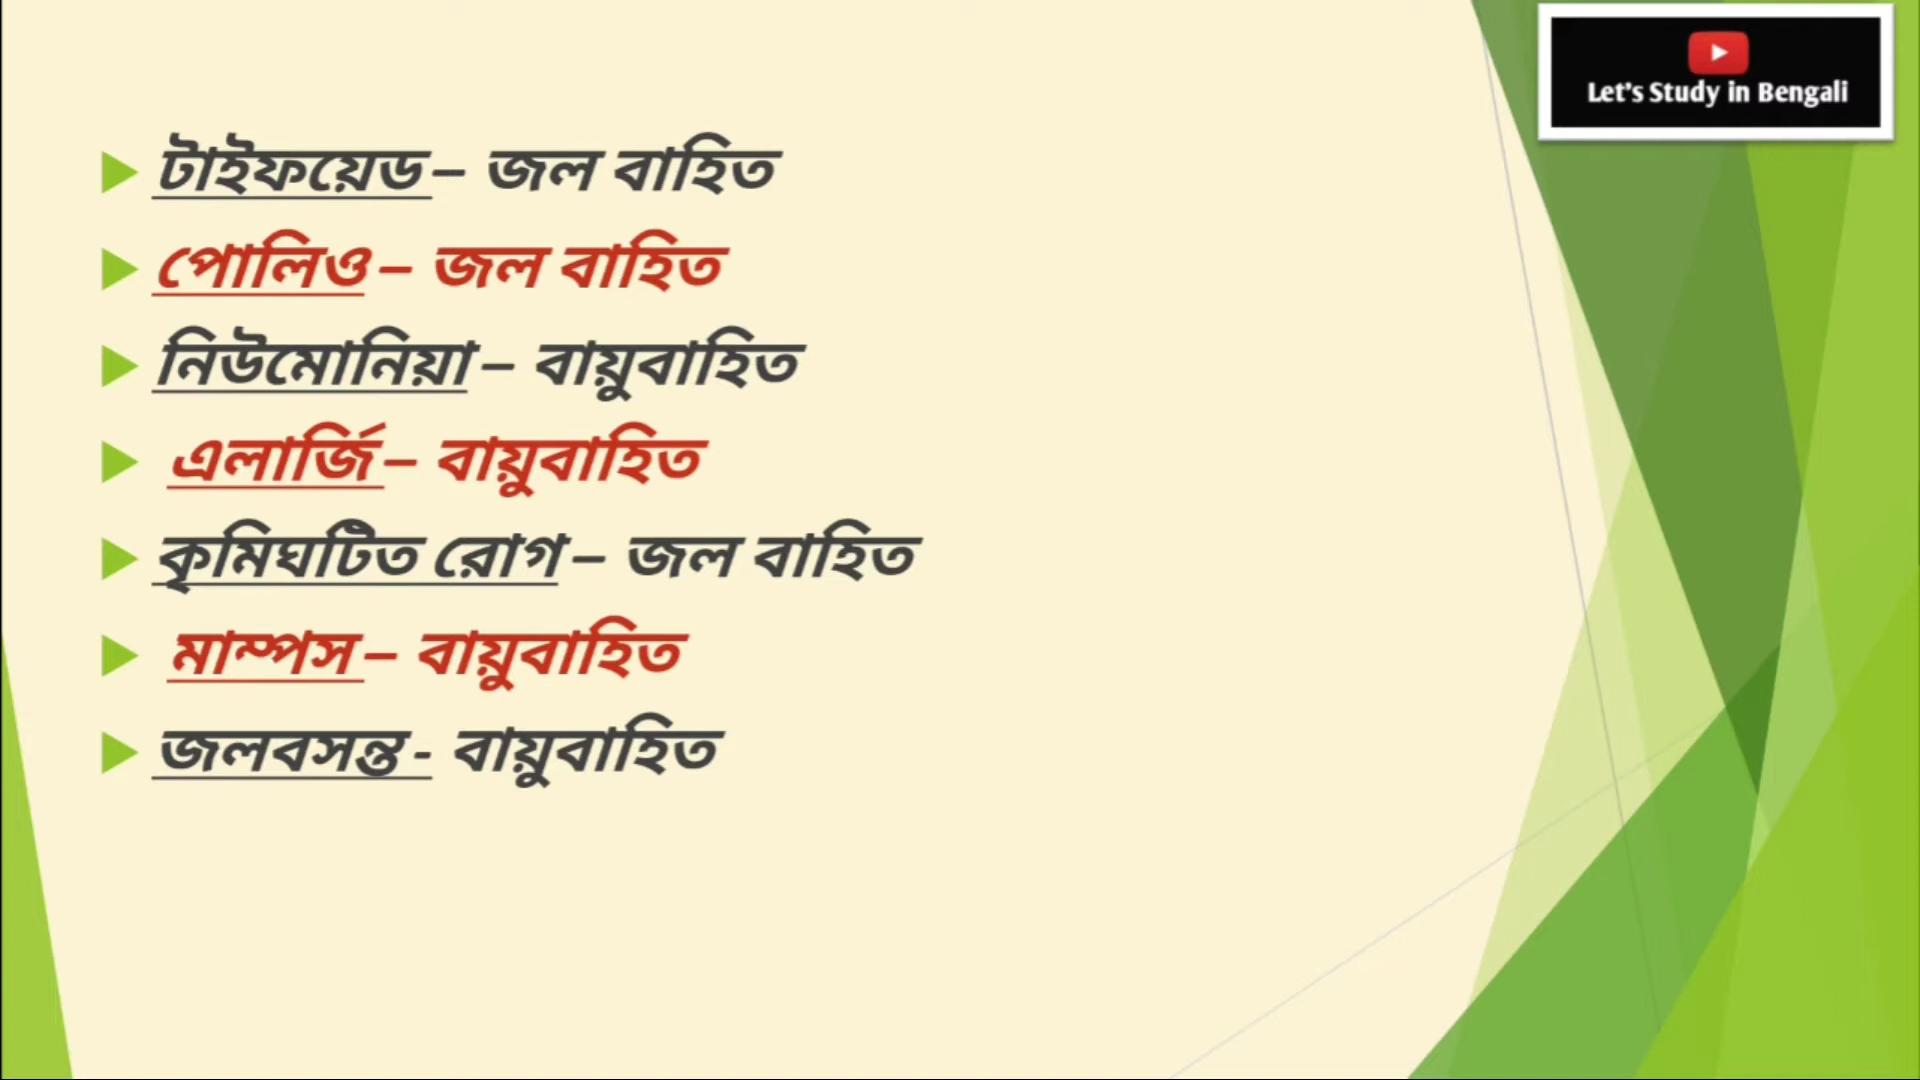 Let's Study in Bengali
টাইফয়েড – জল বাহিত
পোলিও – জল বাহিত
নিউমোনিয়া – বায়ুবাহিত
এলার্জি – বায়ুবাহিত
কৃমিঘটিত রোগ – জল বাহিত
মাম্পস – বায়ুবাহিত
জলবসন্ত - বায়ুবাহিত